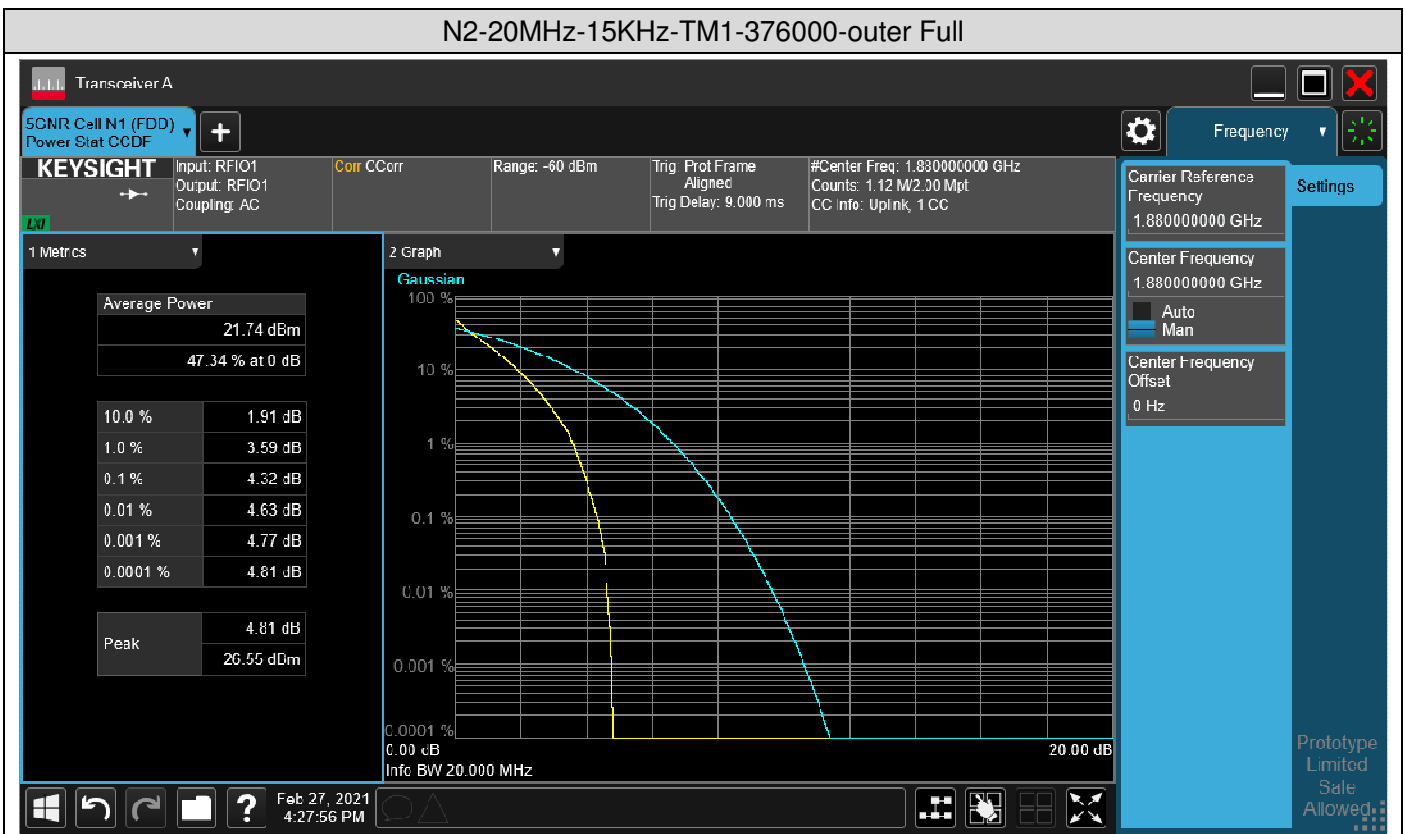 N2-20MHz-15KHz-TM1-376000-outer Full
Transceiver A
5GNR Cell N1 (FDD)
Power Stat CCDF
+
Frequency
KEYSIGHT
LXI
Input: RFIO1
Output: RFIO1
Coupling: AC
Corr CCorr
Range: -60 dBm
Trig: Prot Frame
Aligned
Trig Delay: 9.000 ms
#Center Freq: 1.880000000 GHz
Counts: 1.12 M/2.00 Mpt
CC Info: Uplink, 1 CC
Carrier Reference
Frequency
1.880000000 GHz
Settings
Center Frequency
1.880000000 GHz
Auto
Man
Center Frequency
Offset
0 Hz
1 Metrics
Average Power
21.74 dBm
47.34 % at 0 dB
10.0 % 1.91 dB
1.0 % 3.59 dB
0.1 % 4.32 dB
0.01 % 4.63 dB
0.001 % 4.77 dB
0.0001 % 4.81 dB
Peak 4.81 dB
26.55 dBm
2 Graph
Gaussian
100 %
10 %
1 %
0.1 %
0.01 %
0.001 %
0.0001 %
0.00 dB 20.00 dB
Info BW 20.000 MHz
Prototype
Limited
Sale
Allowed
?
Feb 27, 2021
4:27:56 PM